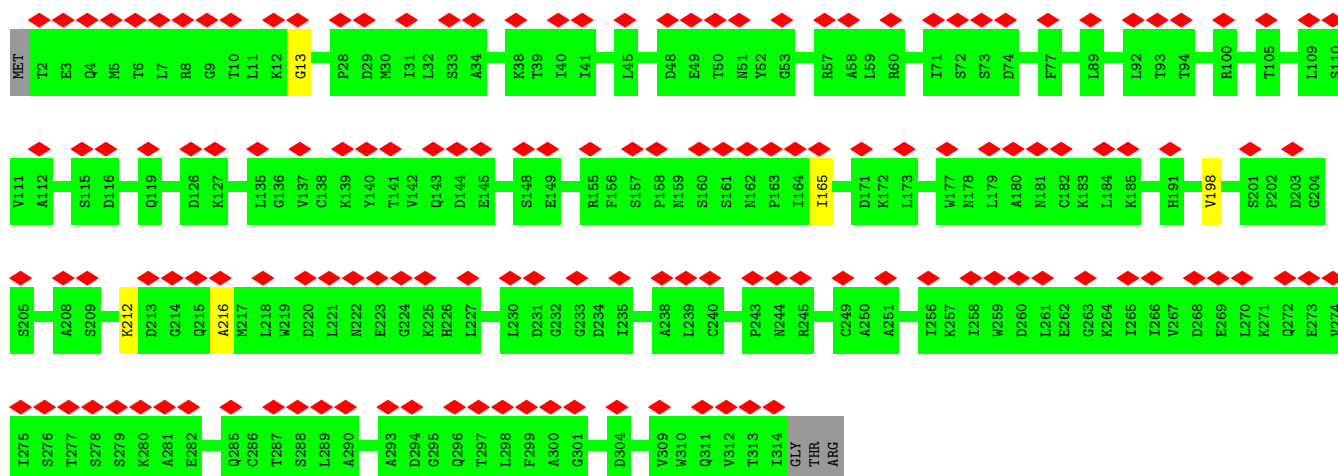 MET T2 E3 Q4 M5 T6 L7 R8 G9 T10 L11 K12 G13 P28 D29 M30 I31 L32 S33 A34 K38 T39 I40 I41 L45 D48 E49 T50 N51 Y52 G53 R57 A58 L59 R60 I71 S72 S73 D74 F77 L89 L92 T93 T94 R100 T105 L109 S110
V111 A112 S115 D116 Q119 D126 K127 L135 G136 V137 C138 K139 Y140 T141 V142 Q143 D144 E145 S148 E149 R155 F156 S157 P158 N159 S160 S161 N162 P163 I164 I165 D171 K172 L173 W177 N178 L179 A180 N181 C182 K183 L184 K185 H191 V198 S201 P202 D203 G204
S205 A208 S209 K212 D213 G214 Q215 A216 M217 L218 W219 D220 L221 N222 E223 G224 K225 H226 L227 L230 D231 G232 G233 D234 I235 A238 L239 C240 P243 N244 R245 C249 A250 A251 I256 K257 I258 W259 D260 L261 E262 G263 K264 I265 I266 V267 D268 E269 L270 K271 Q272 E273 V274
I275 S276 T277 S278 S279 K280 A281 E282 Q285 C286 T287 S288 L289 A290 A293 D294 G295 Q296 T297 L298 F299 A300 G301 D304 V309 W310 Q311 V312 T313 I314 GLY THR ARG